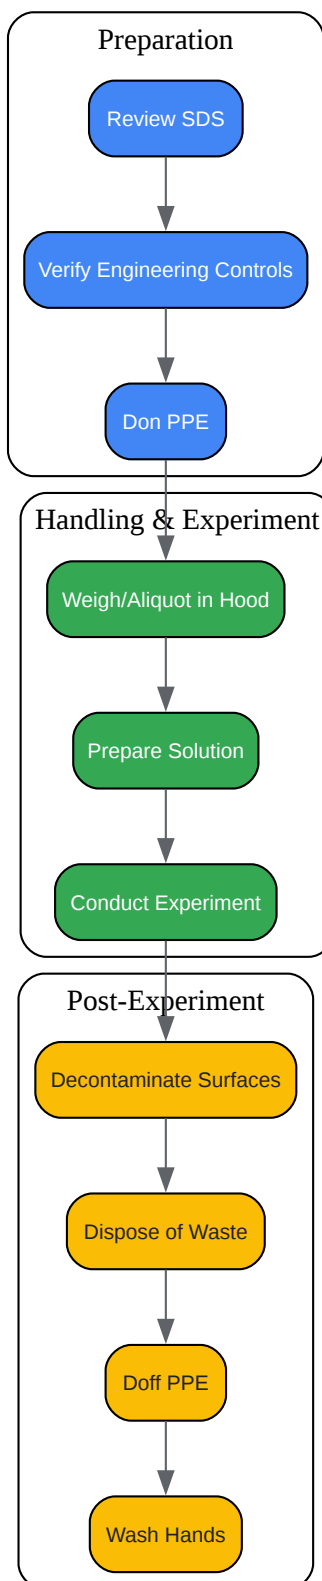 Preparation
Review SDS
Verify Engineering Controls
Don PPE
Handling & Experiment
Weigh/Aliquot in Hood
Prepare Solution
Conduct Experiment
Post-Experiment
Decontaminate Surfaces
Dispose of Waste
Doff PPE
Wash Hands